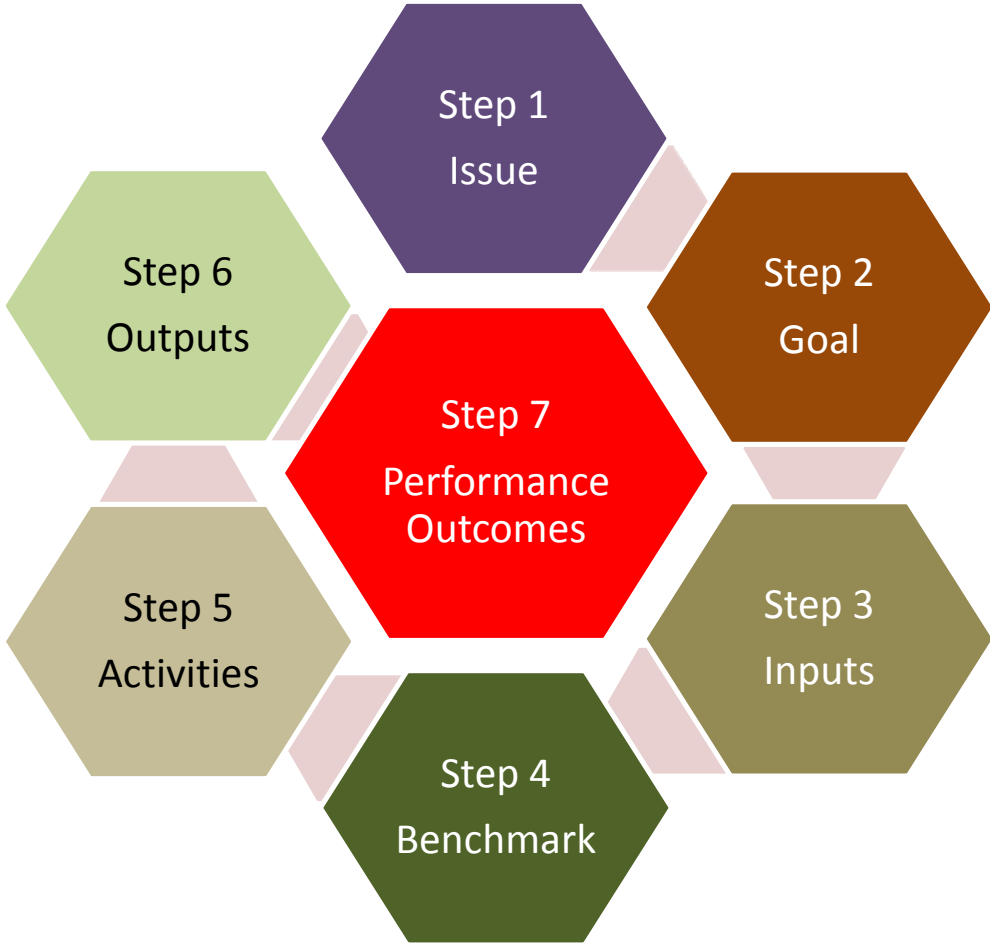 Step 1
Issue
Step 2
Goal
Step 3
Inputs
Step 4
Benchmark
Step 5
Activities
Step 6
Outputs
Step 7
Performance
Outcomes